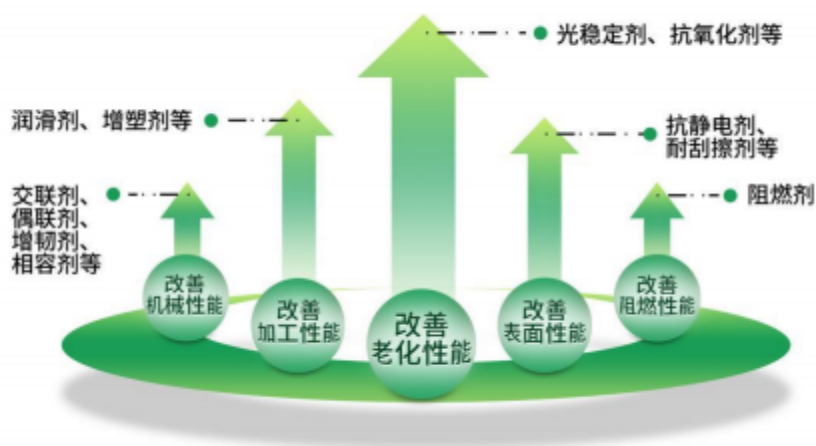 光稳定剂、抗氧化剂等
润滑剂、增塑剂等
抗静电剂、
耐刮擦剂等
交联剂、
偶联剂、
增韧剂、
相容剂等
阻燃剂
改善
机械性能
改善
加工性能
改善
老化性能
改善
表面性能
改善
阻燃性能